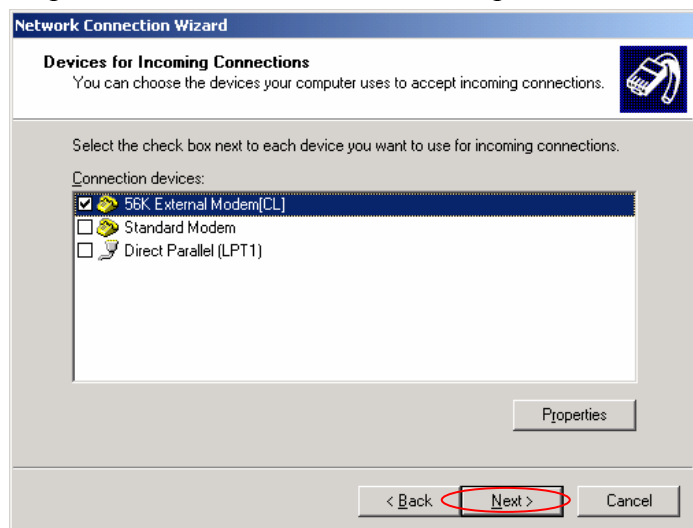 Network Connection Wizard
Devices for Incoming Connections
You can choose the devices your computer uses to accept incoming connections.
Select the check box next to each device you want to use for incoming connections.
Connection devices:
56K External Modem[CL]
Standard Modem
Direct Parallel (LPT1)
Properties
< Back
Next >
Cancel